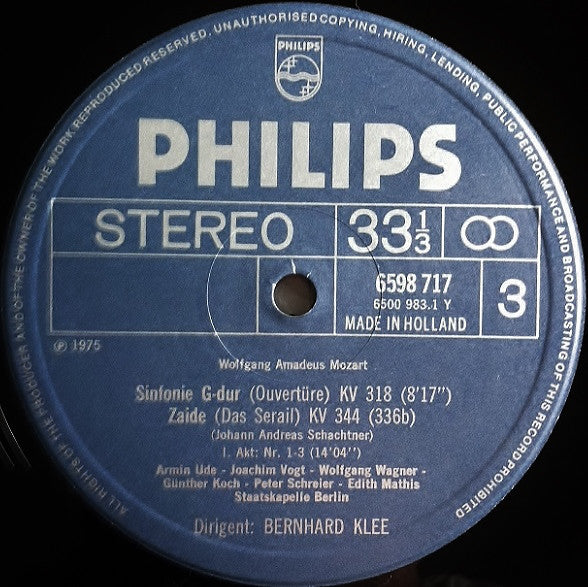 ALL RIGHTS OF THE PRODUCER AND OF THE OWNER OF THE WORK REPRODUCED RESERVED. UNAUTHORISED COPYING, HIRING, LENDING, PUBLIC PERFORMANCE AND BROADCASTING OF THIS RECORD PROHIBITED
PHILIPS
PHILIPS
STEREO 33 1/3
6598 717
6500 983.1 Y
MADE IN HOLLAND
3
℗ 1975
Wolfgang Amadeus Mozart
Sinfonie G-dur (Ouvertüre) KV 318 (8'17")
Zaide (Das Serail) KV 344 (336b)
(Johann Andreas Schachtner)
I. Akt: Nr. 1-3 (14'04")
Armin Ude - Joachim Vogt - Wolfgang Wagner -
Günther Koch - Peter Schreier - Edith Mathis
Staatskapelle Berlin
Dirigent: BERNHARD KLEE